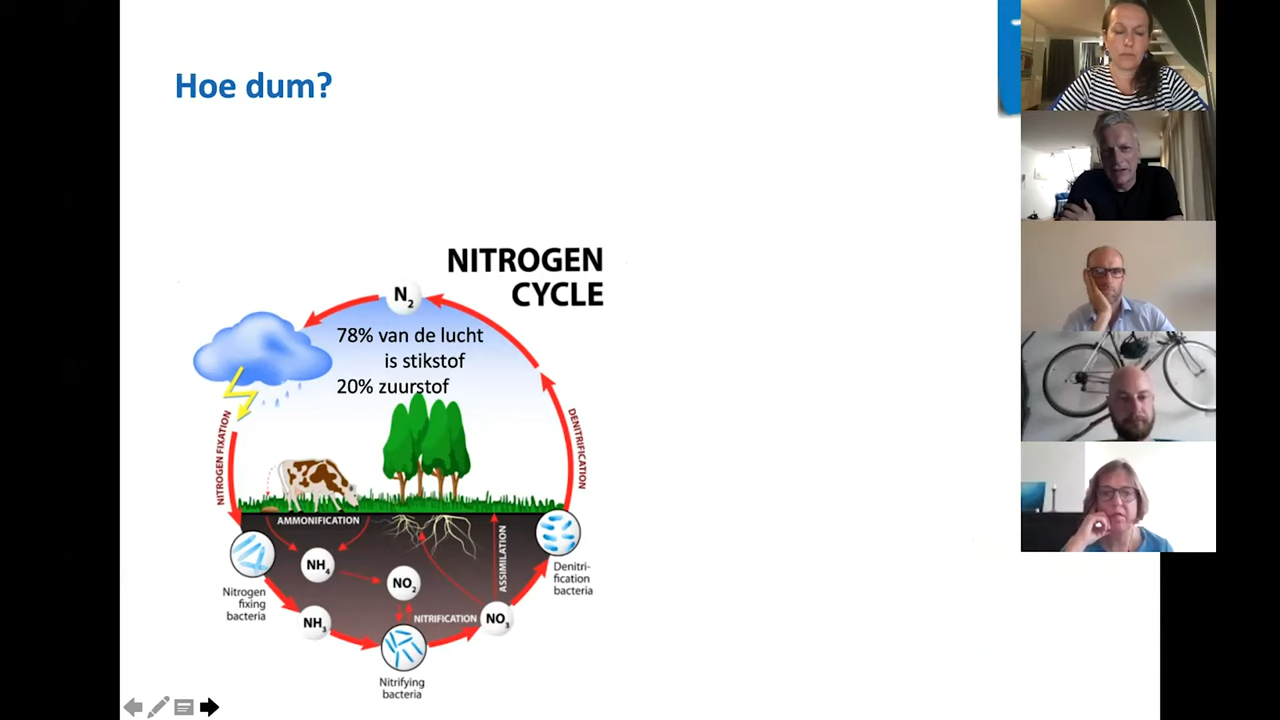 Hoe dum?
NITROGEN
CYCLE
N₂
78% van de lucht
is stikstof
20% zuurstof
NITROGEN FIXATION
DENITRIFICATION
AMMONIFICATION
NH₄
NO₂
ASSIMILATION
Nitrogen
fixing
bacteria
Denitri-
fication
bacteria
NH₃
NITRIFICATION
NO₃
Nitrifying
bacteria